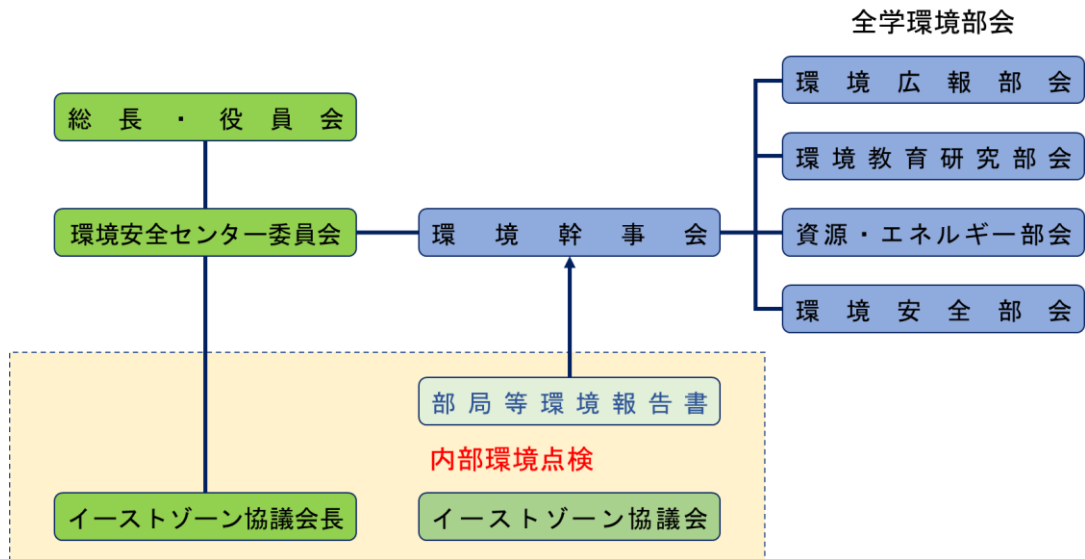 全学環境部会
環境広報部会
総長・役員会
環境教育研究部会
環境安全センター委員会
環境幹事会
資源・エネルギー部会
環境安全部会
部局等環境報告書
内部環境点検
イーストゾーン協議会長
イーストゾーン協議会